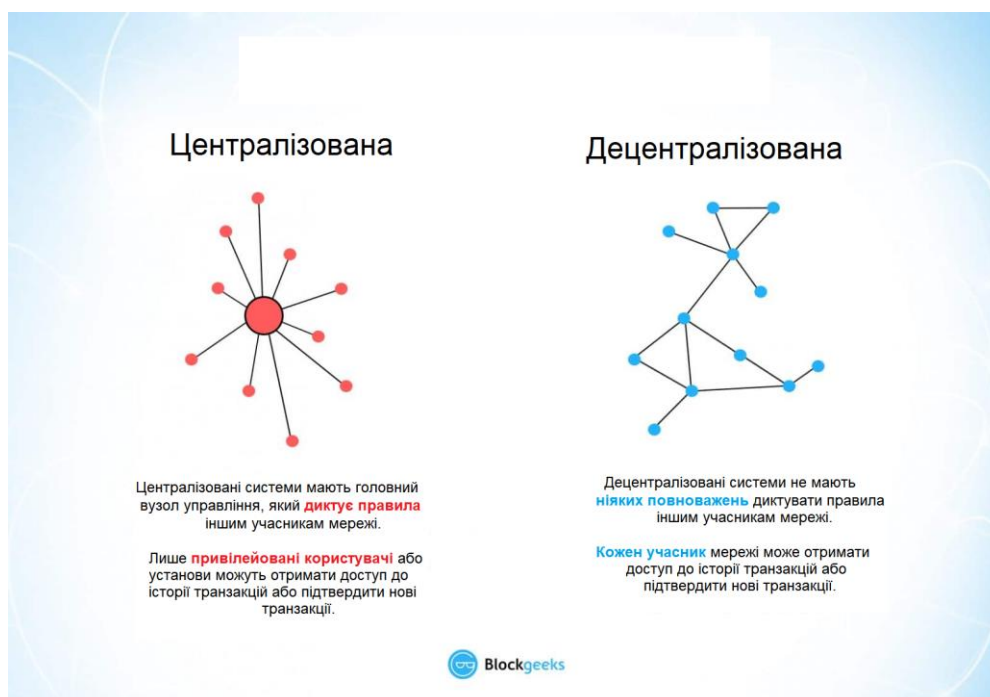 Централізована
Децентралізована
Централізовані системи мають головний
вузол управління, який диктує правила
іншим учасникам мережі.
Лише привілейовані користувачі або
установи можуть отримати доступ до
історії транзакцій або підтвердити нові
транзакції.
Децентралізовані системи не мають
ніяких повноважень диктувати правила
іншим учасникам мережі.
Кожен учасник мережі може отримати
доступ до історії транзакцій або
підтвердити нові транзакції.
Blockgeeks